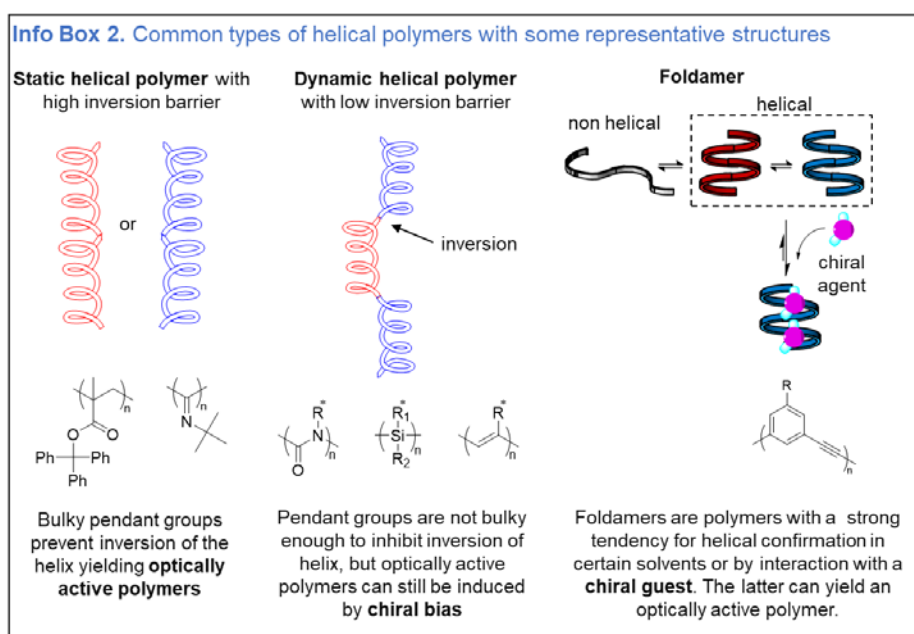 Info Box 2. Common types of helical polymers with some representative structures
Static helical polymer with
high inversion barrier
or
Ph
O
O
Ph
Ph
n
N
n
Bulky pendant groups
prevent inversion of the
helix yielding optically
active polymers
Dynamic helical polymer
with low inversion barrier
inversion
R*
N
O
n
R1*
Si
R2
n
R*
n
Pendant groups are not bulky
enough to inhibit inversion of
helix, but optically active
polymers can still be induced
by chiral bias
Foldamer
non helical
helical
chiral
agent
R
n
Foldamers are polymers with a strong
tendency for helical confirmation in
certain solvents or by interaction with a
chiral guest. The latter can yield an
optically active polymer.